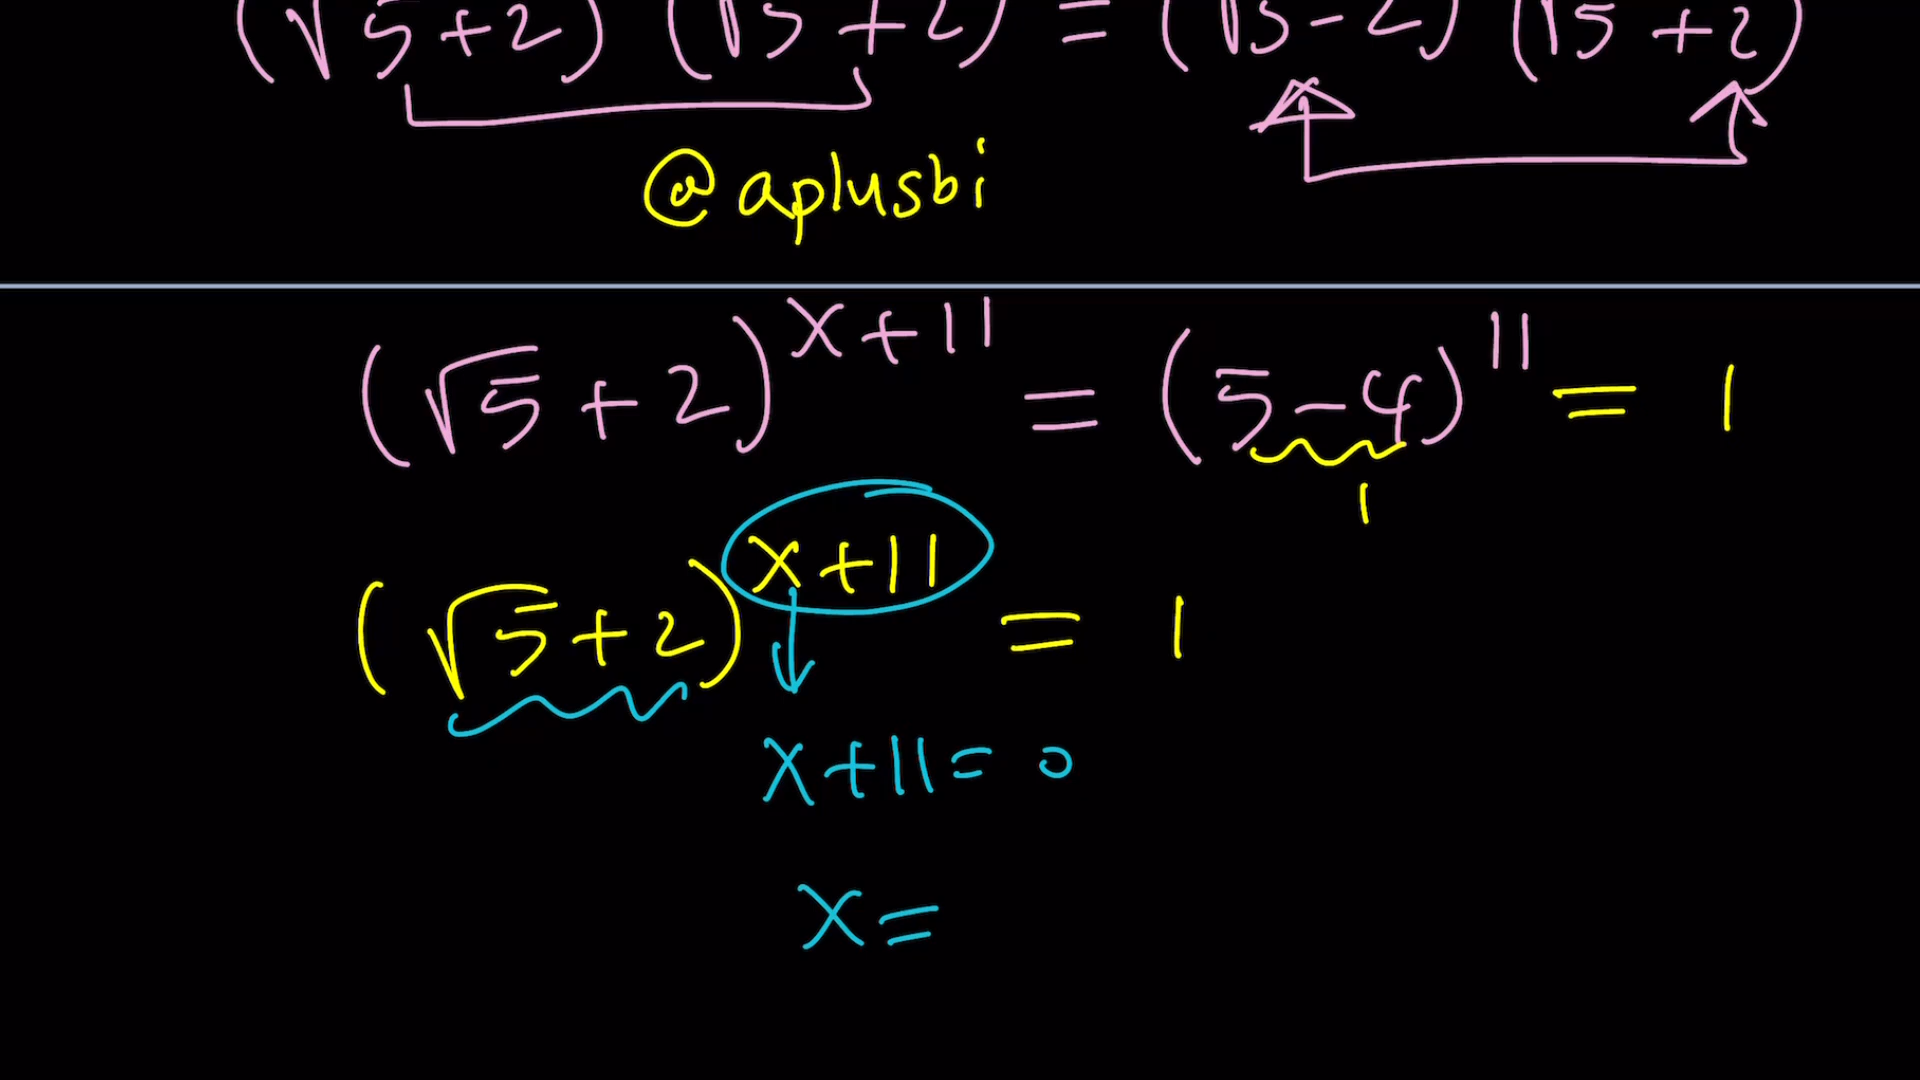 (√5+2) (√5+2) = (√5-2) (√5+2)
@aplusbi
(√5+2)^x+11 = (5-4)^11 = 1
1
(√5+2)^x+11 = 1
x+11=0
x=